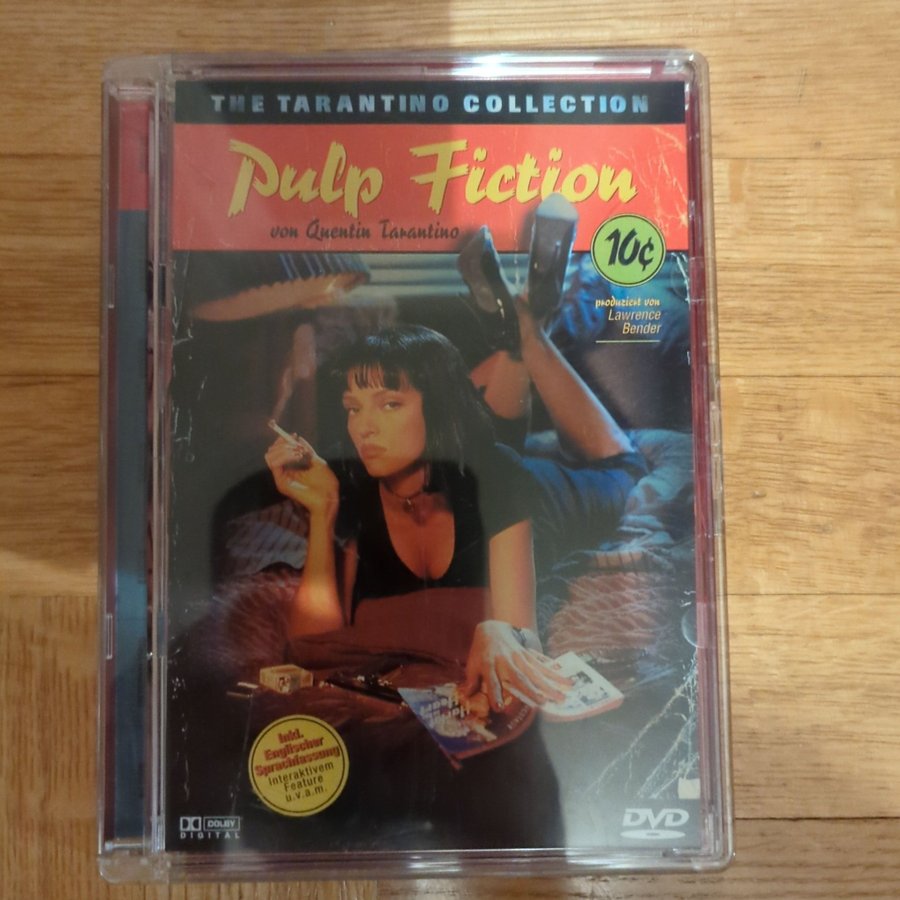 THE TARANTINO COLLECTION
Pulp Fiction
von Quentin Tarantino
10¢
produziert von
Lawrence
Bender
Inkl.
Englischer
Sprachfassung
Interaktivem
Feature
u.v.a.m.
DOLBY
DIGITAL
DVD